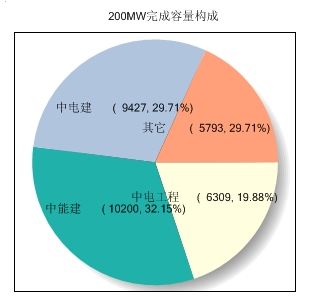 200MW完成容量构成
中电建 ( 9427, 29.71%)
其它 ( 5793, 29.71%)
中电工程 ( 6309, 19.88%)
中能建 ( 10200, 32.15%)